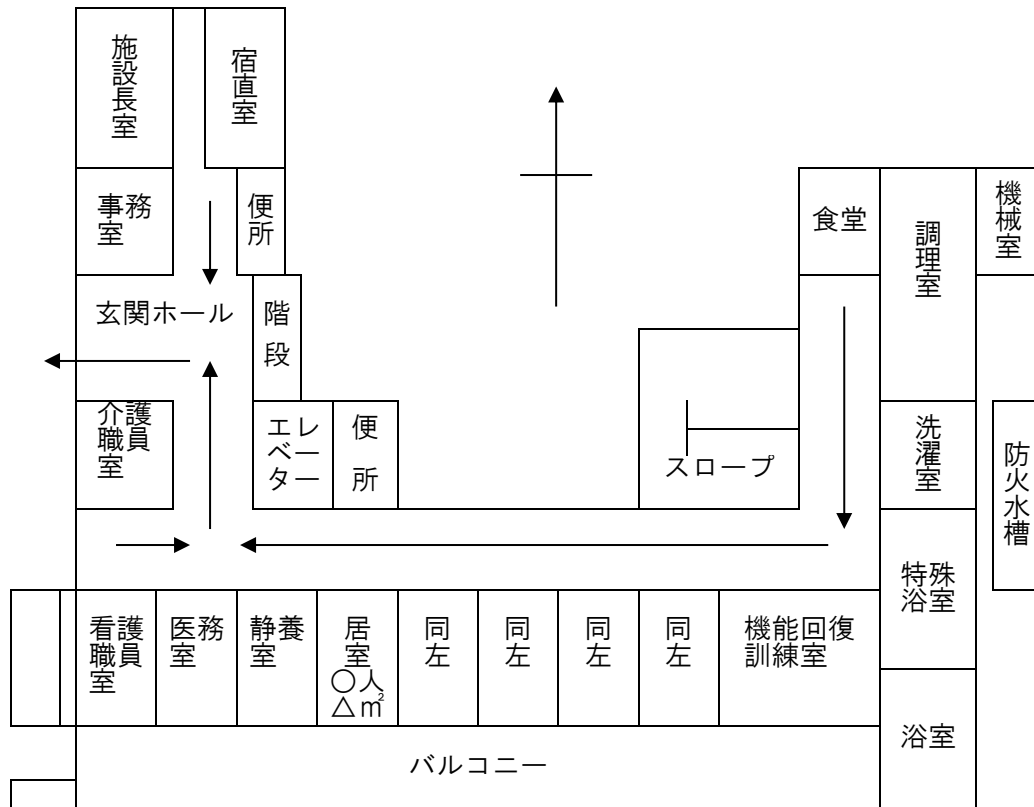 施設長室
宿直室
事務
室
便所
機械室
食堂
調理室
玄関ホール
階段
介護
職員
室
エレ
ベー
ター
便所
スロープ
洗濯室
防火水槽
特殊
浴室
看護
職員
室
医務
室
静養
室
居室
○人
△㎡
同左
同左
同左
同左
機能回復
訓練室
浴室
バルコニー